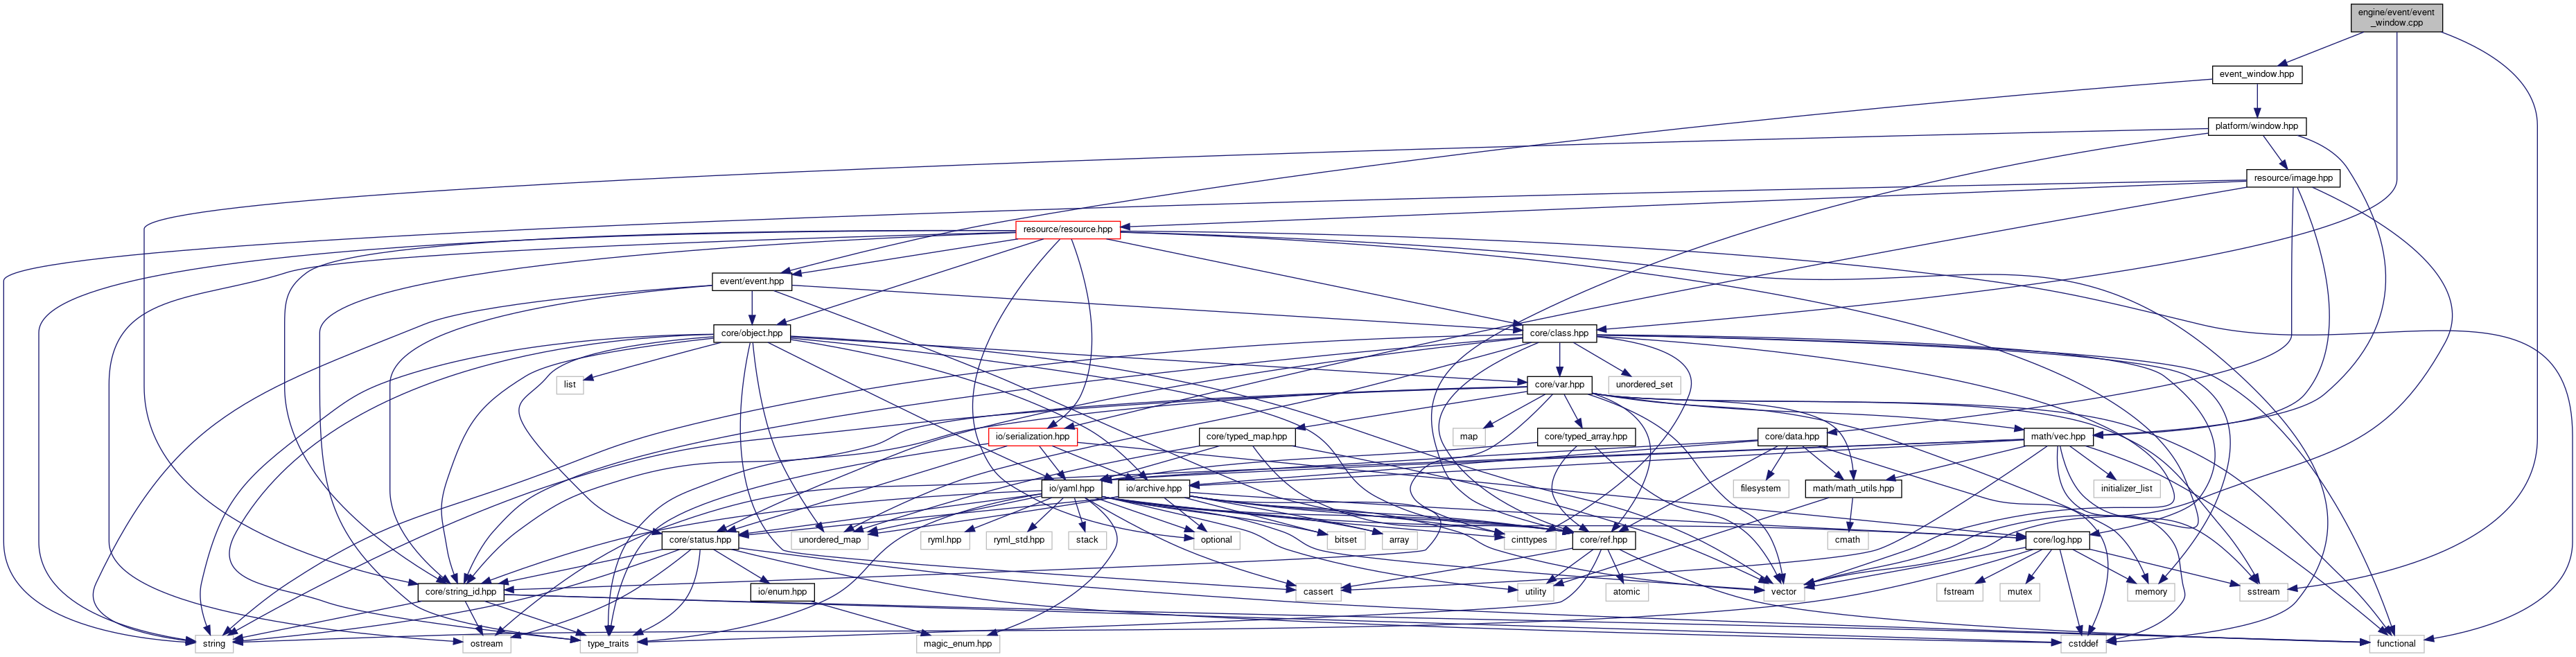 engine/event/event
_window.cpp
event_window.hpp
platform/window.hpp
resource/image.hpp
resource/resource.hpp
event/event.hpp
core/object.hpp
core/class.hpp
list
core/var.hpp
unordered_set
io/serialization.hpp
core/typed_map.hpp
map
core/typed_array.hpp
core/data.hpp
math/vec.hpp
io/yaml.hpp
io/archive.hpp
filesystem
math/math_utils.hpp
initializer_list
core/status.hpp
unordered_map
ryml.hpp
ryml_std.hpp
stack
optional
cinttypes
bitset
array
core/ref.hpp
cmath
core/log.hpp
core/string_id.hpp
io/enum.hpp
cassert
utility
atomic
vector
fstream
mutex
memory
sstream
string
ostream
type_traits
magic_enum.hpp
cstddef
functional